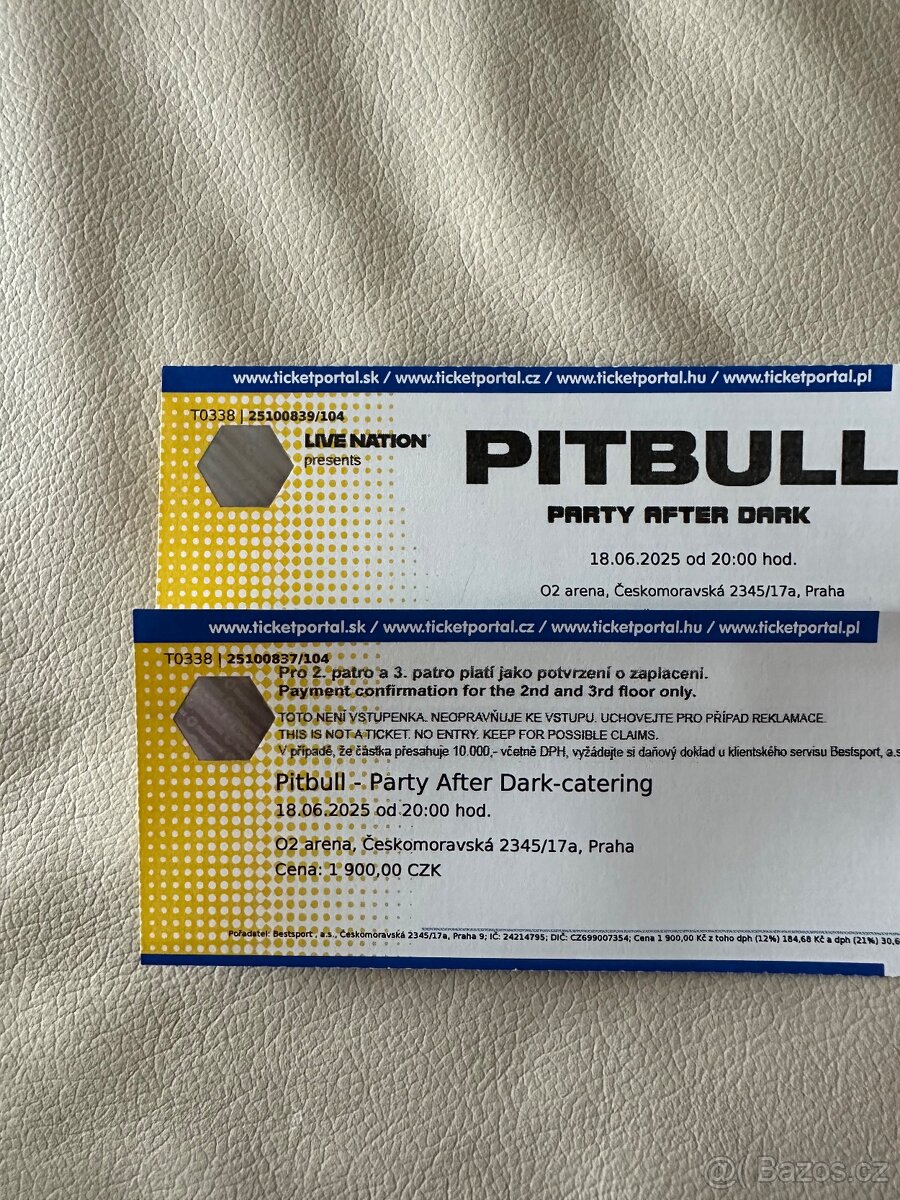 www.ticketportal.sk / www.ticketportal.cz / www.ticketportal.hu / www.ticketportal.pl
T0338 | 25100839/104
LIVE NATION
presents
PITBULL
PARTY AFTER DARK
18.06.2025 od 20:00 hod.
O2 arena, Českomoravská 2345/17a, Praha
www.ticketportal.sk / www.ticketportal.cz / www.ticketportal.hu / www.ticketportal.pl
T0338 | 25100837/104
Pro 2. patro a 3. patro platí jako potvrzení o zaplacení.
Payment confirmation for the 2nd and 3rd floor only.
TOTO NENÍ VSTUPENKA. NEOPRAVŇUJE KE VSTUPU. UCHOVEJTE PRO PŘÍPAD REKLAMACE.
THIS IS NOT A TICKET. NO ENTRY. KEEP FOR POSSIBLE CLAIMS.
V případě, že částka přesahuje 10 000,- včetně DPH, vyžádejte si daňový doklad u klientského servisu Bestsport, a.s
Pitbull - Party After Dark-catering
18.06.2025 od 20:00 hod.
O2 arena, Českomoravská 2345/17a, Praha
Cena: 1 900,00 CZK
Pořadatel: Bestsport , a.s., Českomoravská 2345/17a, Praha 9; IČ: 24214795; DIČ: CZ699007354; Cena 1 900,00 Kč z toho dph (12%) 184,68 Kč a dph (21%) 30,6
@ Bazos.cz